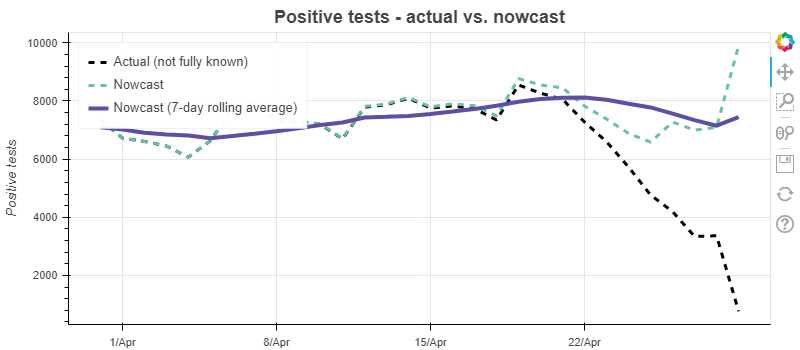 Positive tests - actual vs. nowcast
10000
8000
6000
4000
2000
Positive tests
Actual (not fully known)
Nowcast
Nowcast (7-day rolling average)
1/Apr
8/Apr
15/Apr
22/Apr